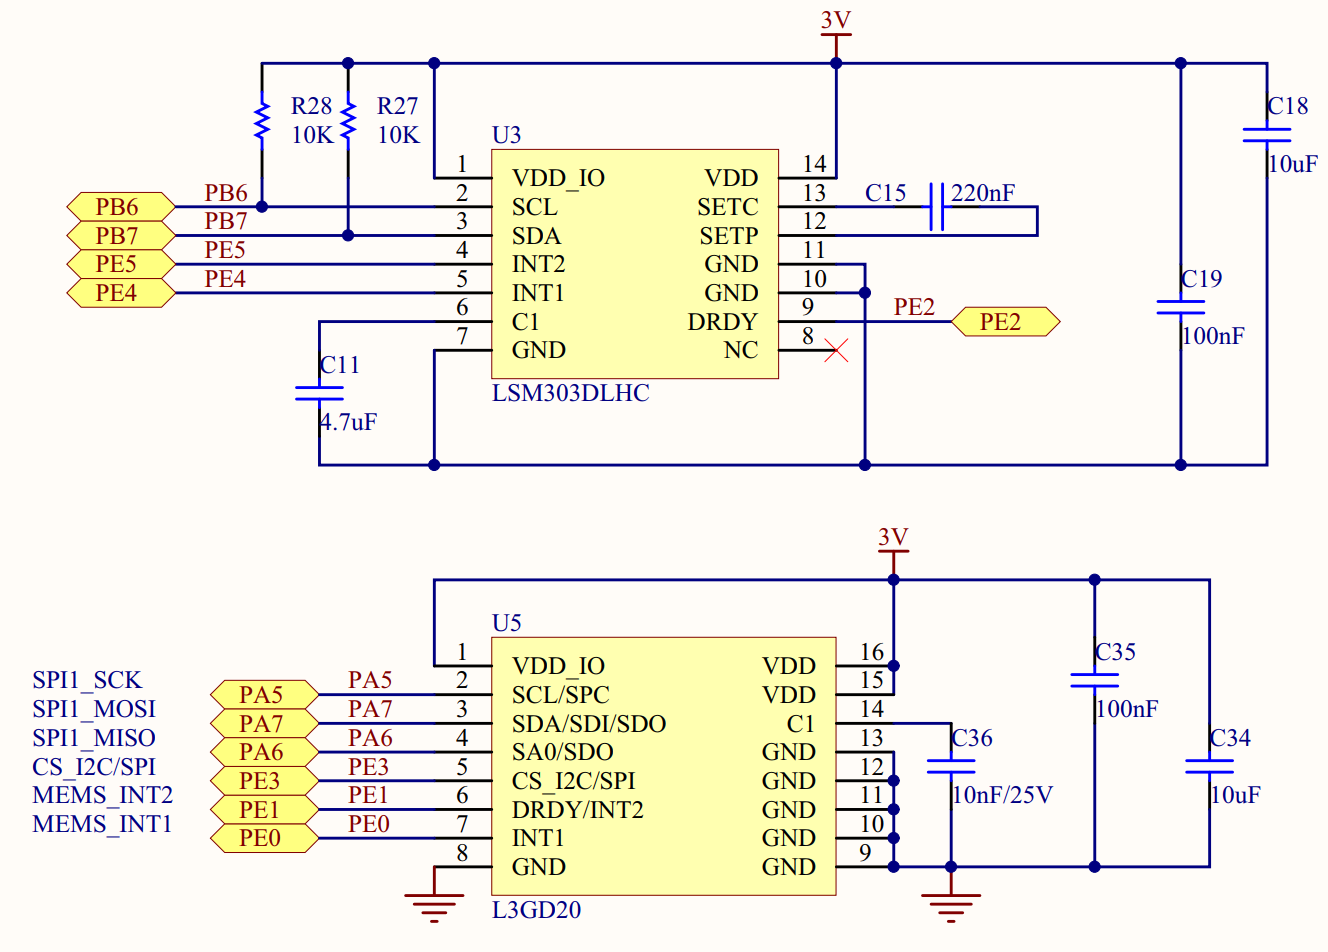 3V
R28 R27 C18
10K 10K 10uF
U3
1 VDD_IO VDD 14
PB6 PB6 2 SCL SETC 13 C15 220nF
PB7 PB7 3 SDA SETP 12
PE5 PE5 4 INT2 GND 11
PE4 PE4 5 INT1 GND 10 C19
6 C1 DRDY 9 PE2 PE2
7 GND NC 8 100nF
C11
LSM303DLHC
4.7uF
3V
U5
1 VDD_IO VDD 16 C35
SPI1_SCK PA5 PA5 2 SCL/SPC VDD 15
SPI1_MOSI PA7 PA7 3 SDA/SDI/SDO C1 14 100nF
SPI1_MISO PA6 PA6 4 SA0/SDO GND 13 C36 C34
CS_I2C/SPI PE3 PE3 5 CS_I2C/SPI GND 12
MEMS_INT2 PE1 PE1 6 DRDY/INT2 GND 11 10nF/25V 10uF
MEMS_INT1 PE0 PE0 7 INT1 GND 10
8 GND GND 9
L3GD20